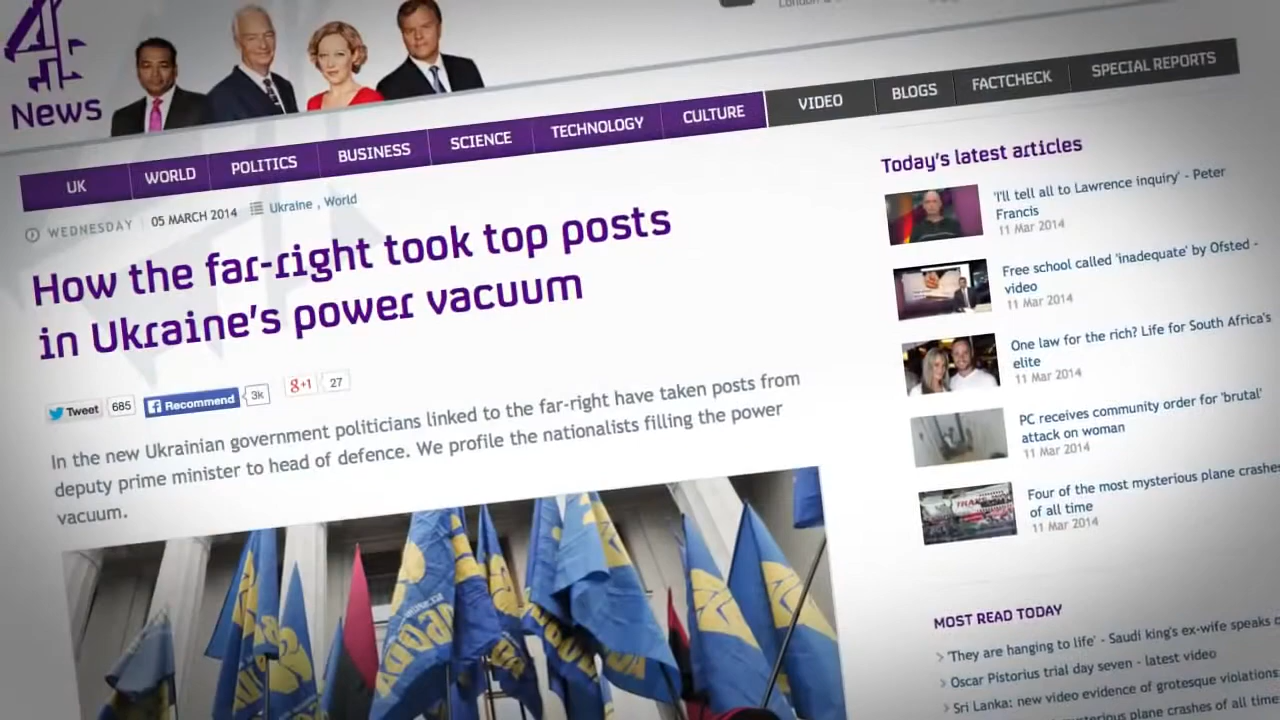 News
UK
WORLD
POLITICS
BUSINESS
SCIENCE
TECHNOLOGY
CULTURE
VIDEO
BLOGS
FACTCHECK
SPECIAL REPORTS
WEDNESDAY 05 MARCH 2014 Ukraine , World
How the far-right took top posts
in Ukraine's power vacuum
Tweet 685 Recommend 3k g+1 27
In the new Ukrainian government politicians linked to the far-right have taken posts from
deputy prime minister to head of defence. We profile the nationalists filling the power
vacuum.
Today's latest articles
'I'll tell all to Lawrence inquiry' - Peter
Francis
11 Mar 2014
Free school called 'inadequate' by Ofsted -
video
11 Mar 2014
One law for the rich? Life for South Africa's
elite
11 Mar 2014
PC receives community order for 'brutal'
attack on woman
11 Mar 2014
Four of the most mysterious plane crashes
of all time
11 Mar 2014
MOST READ TODAY
'They are hanging to life' - Saudi king's ex-wife speaks
Oscar Pistorius trial day seven - latest video
Sri Lanka: new video evidence of grotesque violations
mysterious plane crashes of all time